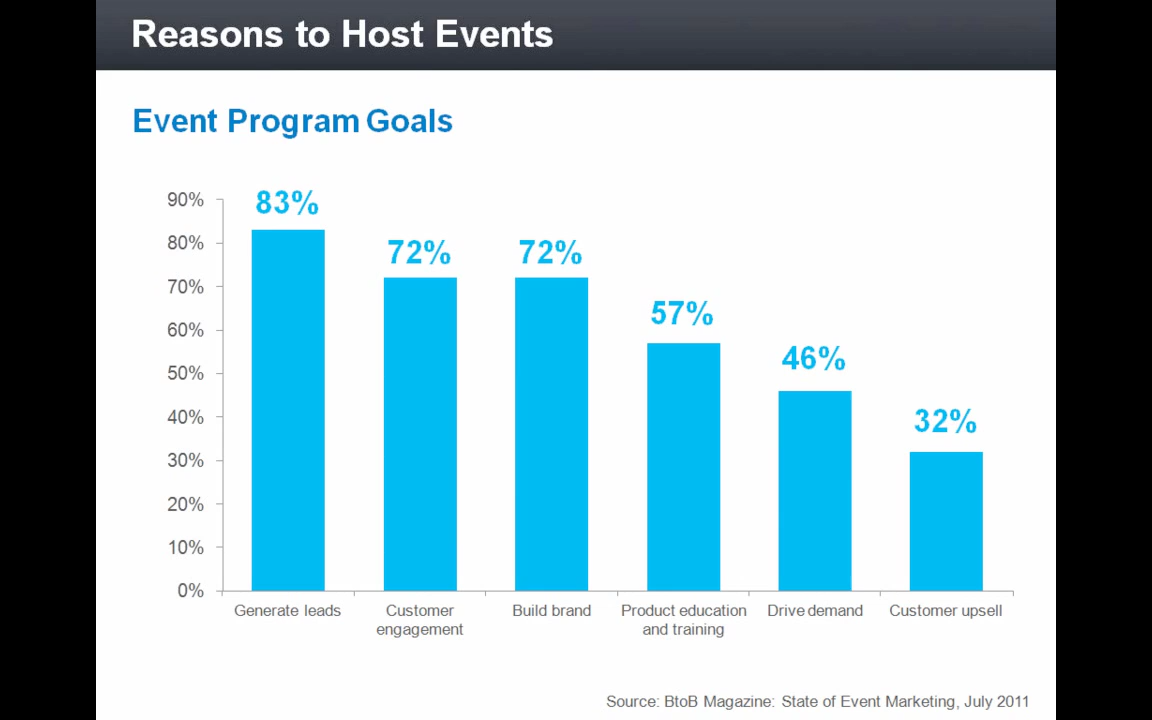 Reasons to Host Events
Event Program Goals
90%
80%
70%
60%
50%
40%
30%
20%
10%
0%
83%
72%
72%
57%
46%
32%
Generate leads
Customer
engagement
Build brand
Product education
and training
Drive demand
Customer upsell
Source: BtoB Magazine: State of Event Marketing, July 2011